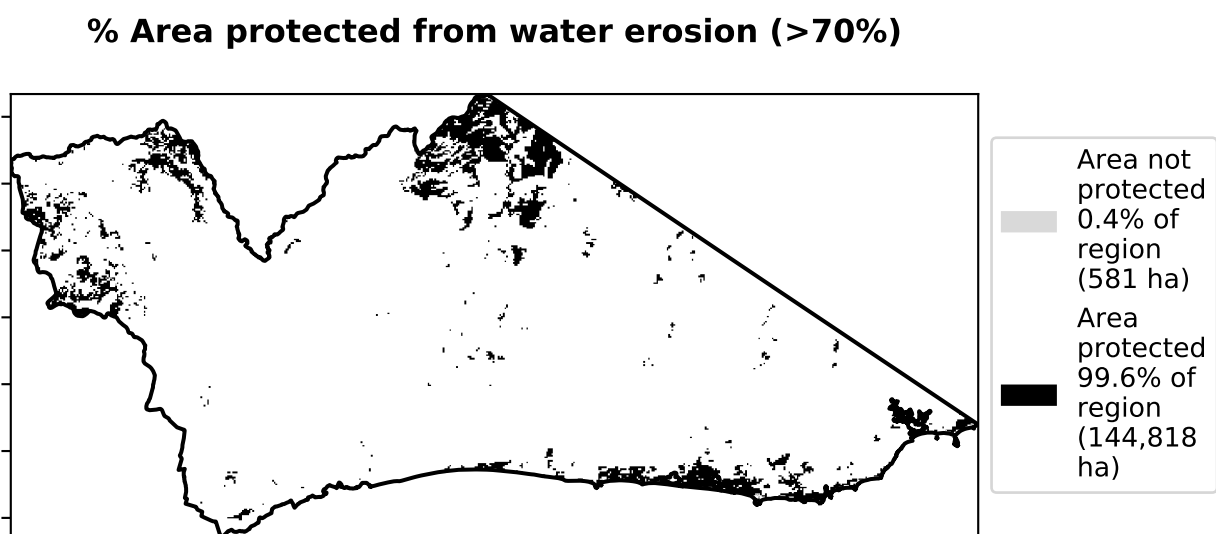 % Area protected from water erosion (>70%)
Area not
protected
0.4% of
region
(581 ha)
Area
protected
99.6% of
region
(144,818
ha)